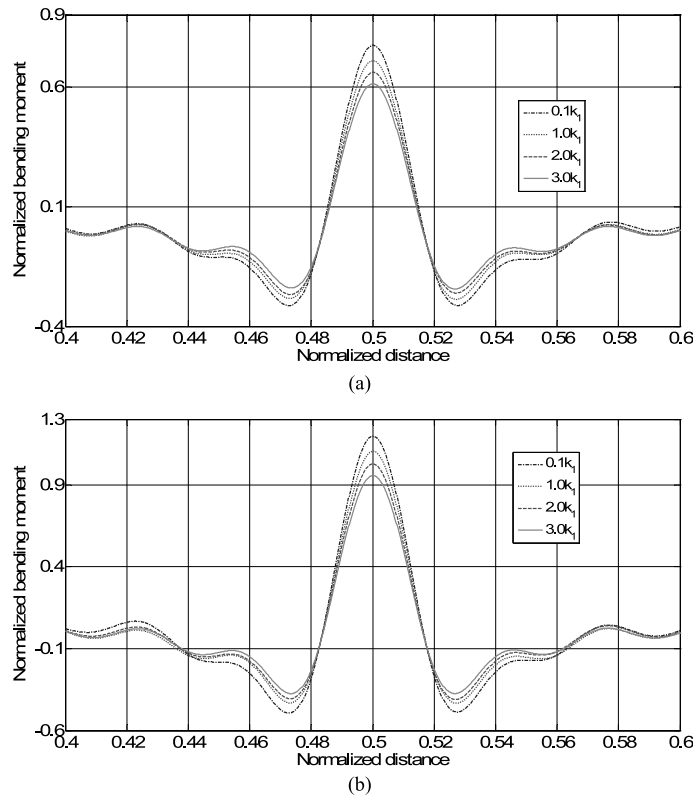 0.9
0.6
0.1
-0.4
Normalized bending moment
0.1k1
1.0k1
2.0k1
3.0k1
0.4 0.42 0.44 0.46 0.48 0.5 0.52 0.54 0.56 0.58 0.6
Normalized distance
(a)
1.3
0.9
0.4
-0.1
-0.6
Normalized bending moment
0.1k1
1.0k1
2.0k1
3.0k1
0.4 0.42 0.44 0.46 0.48 0.5 0.52 0.54 0.56 0.58 0.6
Normalized distance
(b)